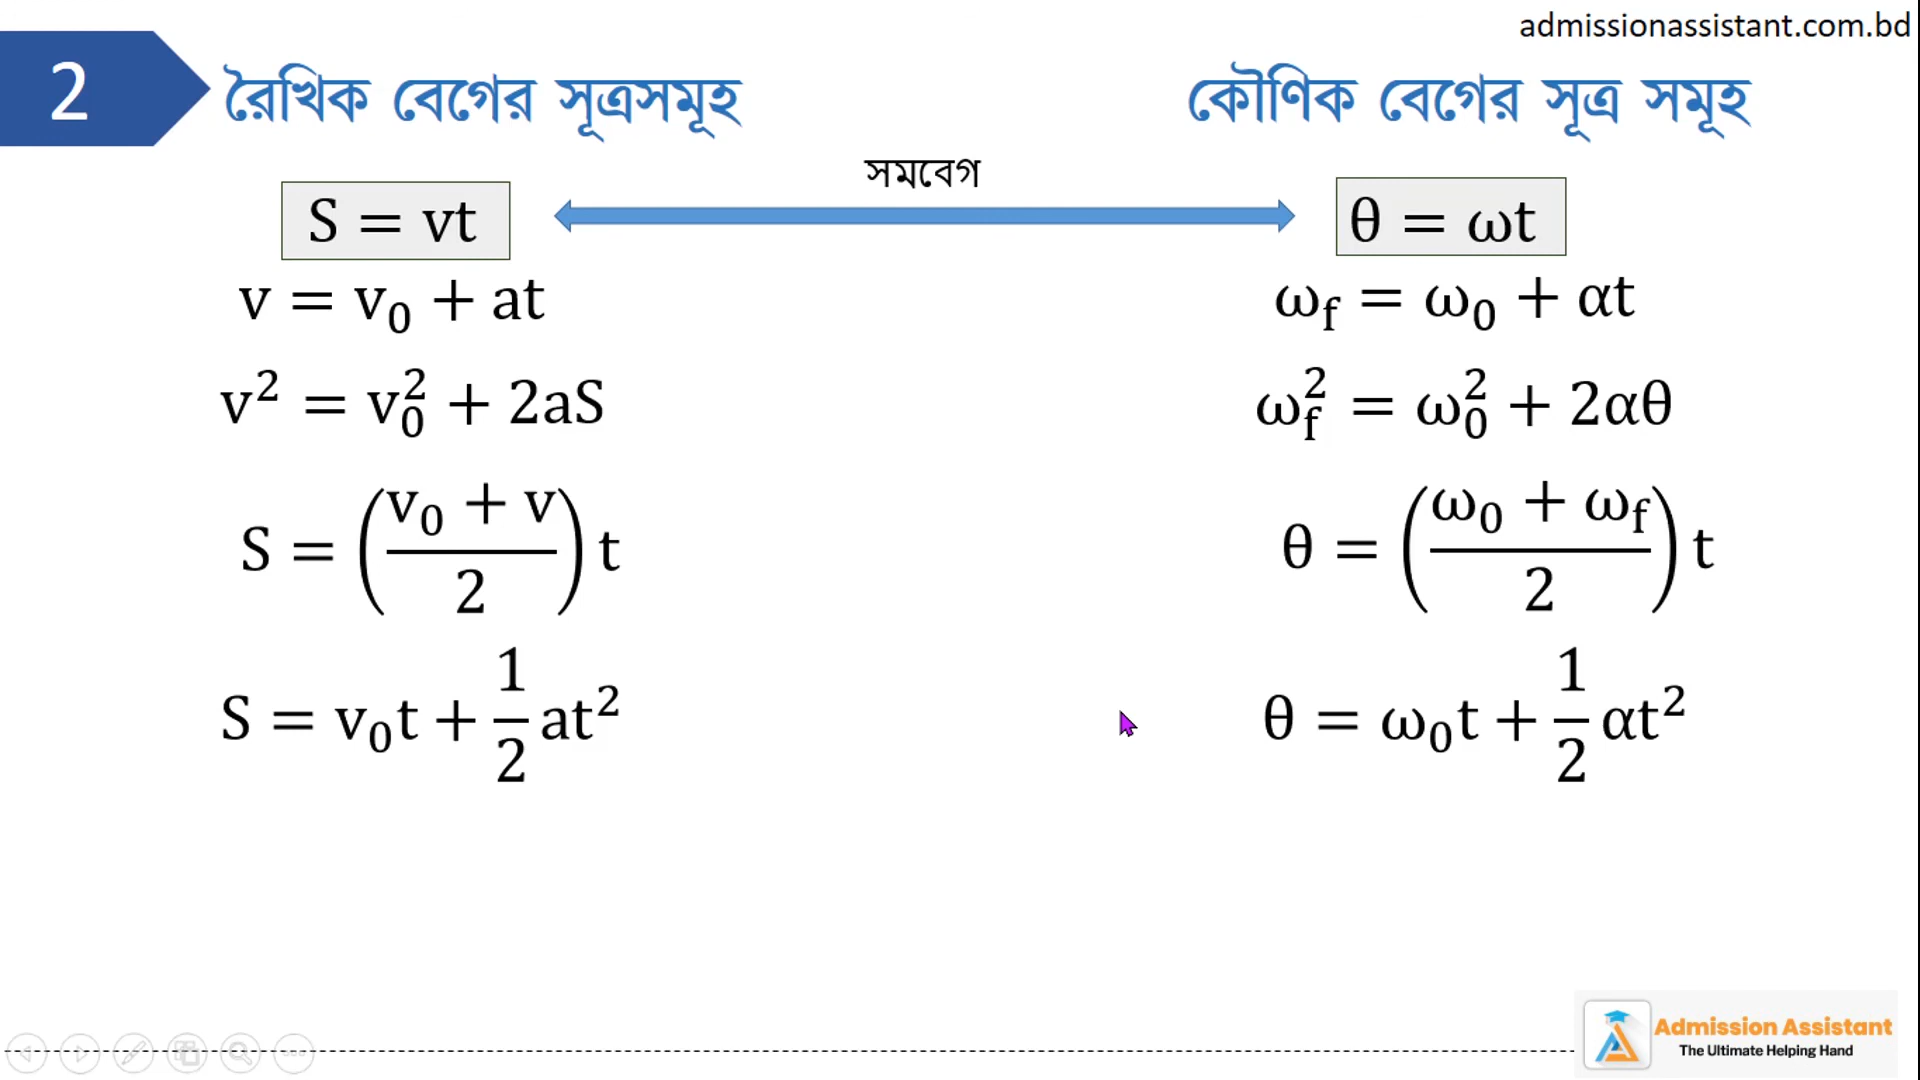 admissionassistant.com.bd
2
রৈখিক বেগের সূত্রসমূহ
কৌণিক বেগের সূত্র সমূহ
সমবেগ
S = vt
θ = ωt
v = v₀ + at
ω_f = ω₀ + αt
v² = v₀² + 2aS
ω_f² = ω₀² + 2αθ
S = ((v₀ + v)/2) t
θ = ((ω₀ + ω_f)/2) t
S = v₀t + 1/2 at²
θ = ω₀t + 1/2 αt²
Admission Assistant
The Ultimate Helping Hand